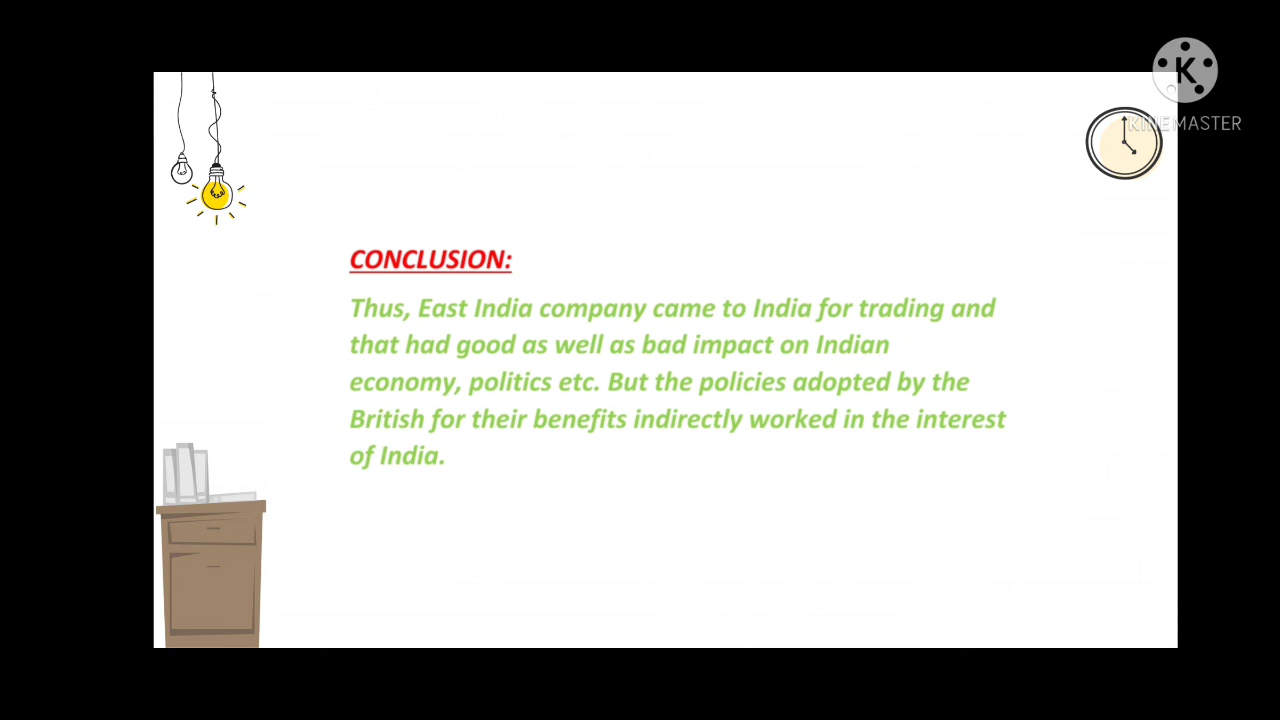 K
KINEMASTER
CONCLUSION:
Thus, East India company came to India for trading and
that had good as well as bad impact on Indian
economy, politics etc. But the policies adopted by the
British for their benefits indirectly worked in the interest
of India.